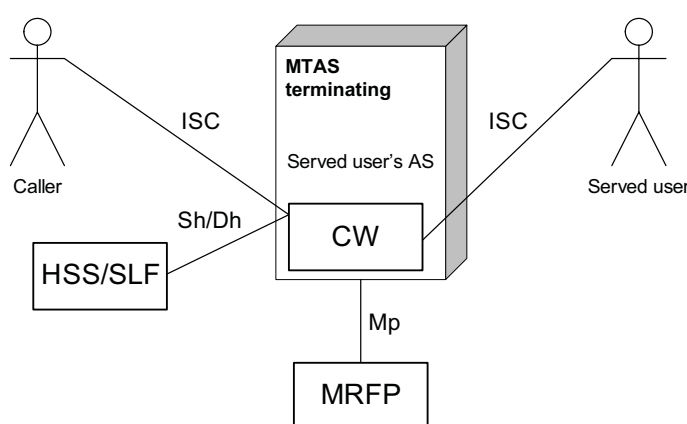 MTAS
terminating
ISC
ISC
Served user's AS
Caller
Served user
Sh/Dh
CW
HSS/SLF
Mp
MRFP